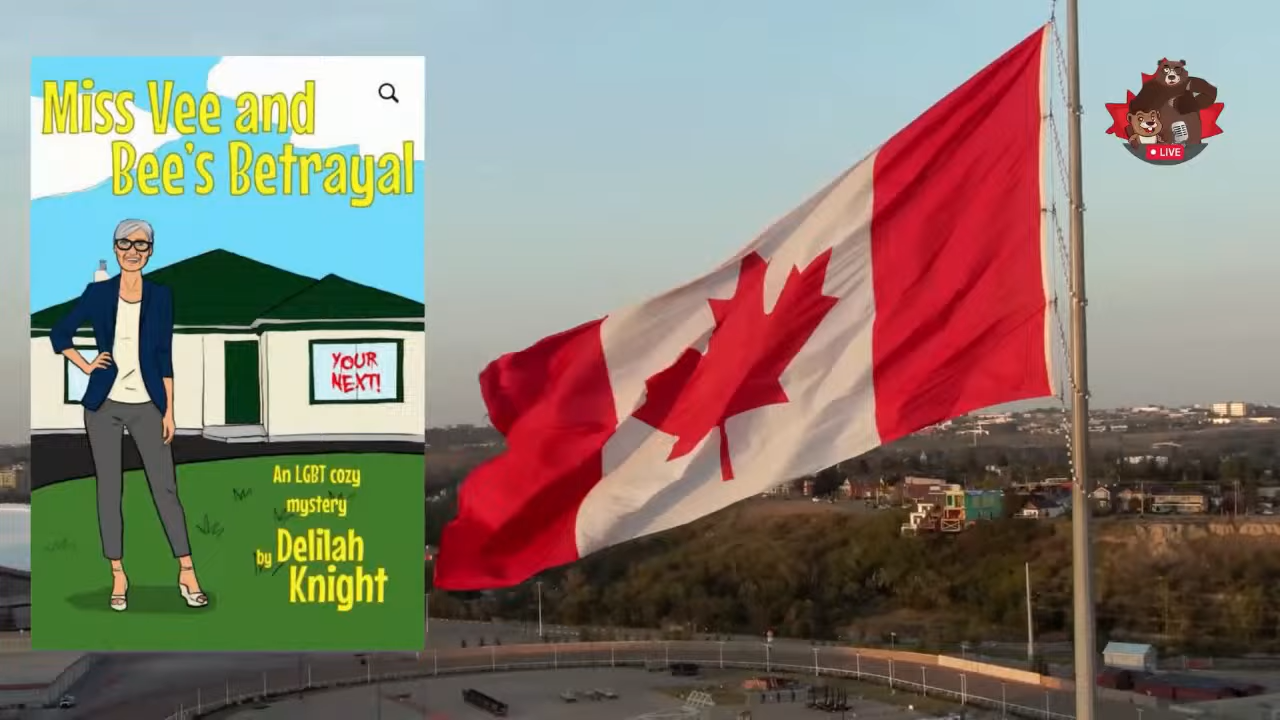 Miss Vee and
Bee's Betrayal
YOUR
NEXT!
An LGBT cozy
mystery
by Delilah
Knight
LIVE